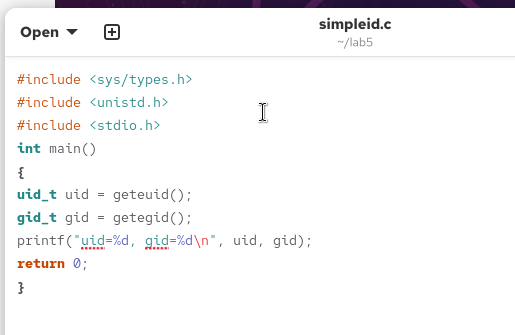 Open
simpleid.c
~/lab5
#include <sys/types.h>
#include <unistd.h>
#include <stdio.h>
int main()
{
uid_t uid = geteuid();
gid_t gid = getegid();
printf("uid=%d, gid=%d\n", uid, gid);
return 0;
}